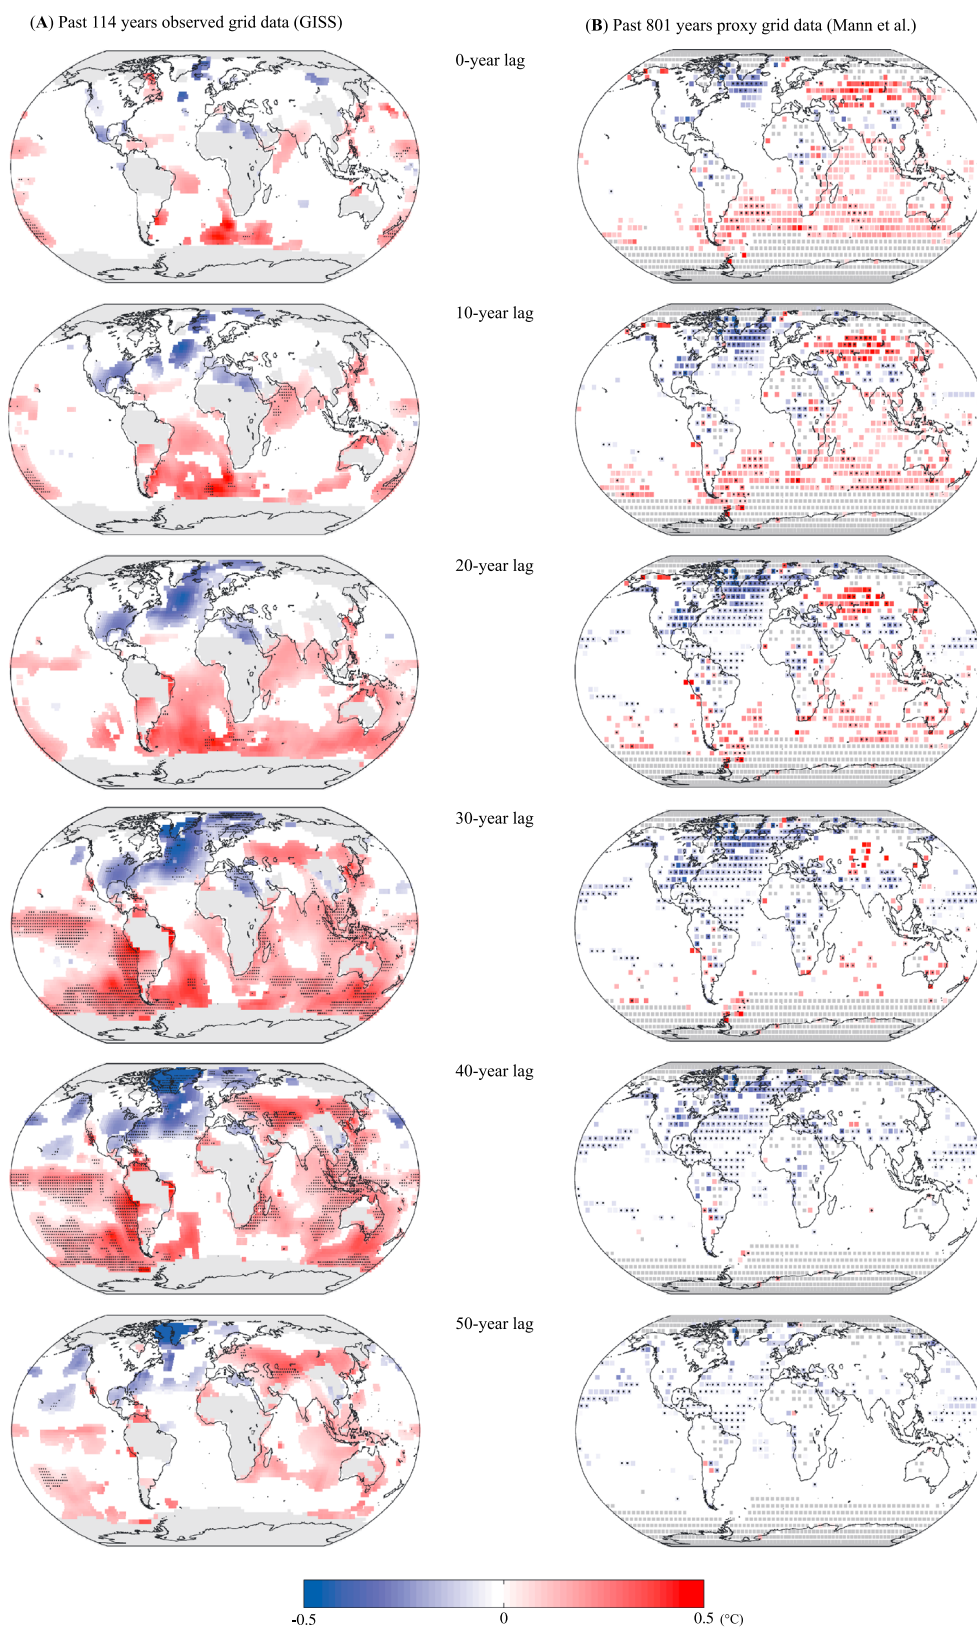 (A) Past 114 years observed grid data (GISS)
(B) Past 801 years proxy grid data (Mann et al.)
0-year lag
10-year lag
20-year lag
30-year lag
40-year lag
50-year lag
-0.5 0 0.5 (°C)